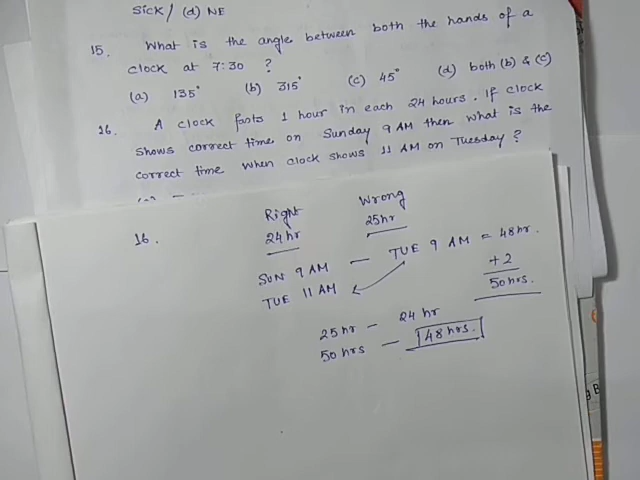 Sick / (d) NE
15. What is the angle between both the hands of a
clock at 7:30 ?
(a) 135° (b) 315° (c) 45° (d) both (b) & (c)
16. A clock fasts 1 hour in each 24 hours. If clock
shows correct time on Sunday 9 AM then what is the
correct time when clock shows 11 AM on Tuesday ?
16. Right Wrong
24 hr 25hr
SUN 9 AM — TUE 9 AM = 48 hr.
TUE 11 AM +2
50 hrs.
25 hr — 24 hr
50 hrs — 48 hrs.